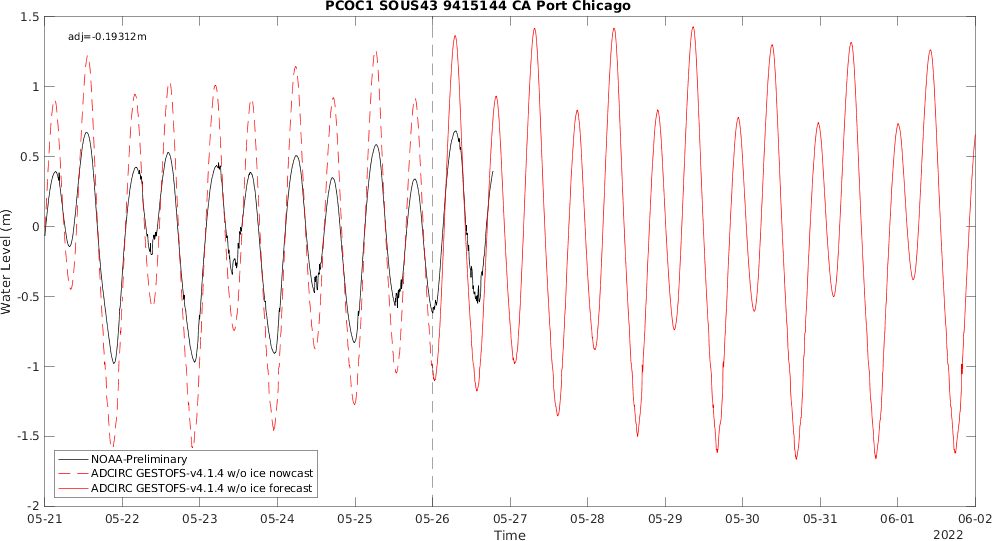 PCOC1 SOUS43 9415144 CA Port Chicago
adj=-0.19312m
1.5
1
0.5
0
-0.5
-1
-1.5
-2
Water Level (m)
NOAA-Preliminary
ADCIRC GESTOFS-v4.1.4 w/o ice nowcast
ADCIRC GESTOFS-v4.1.4 w/o ice forecast
05-21 05-22 05-23 05-24 05-25 05-26 05-27 05-28 05-29 05-30 05-31 06-01 06-02
Time
2022